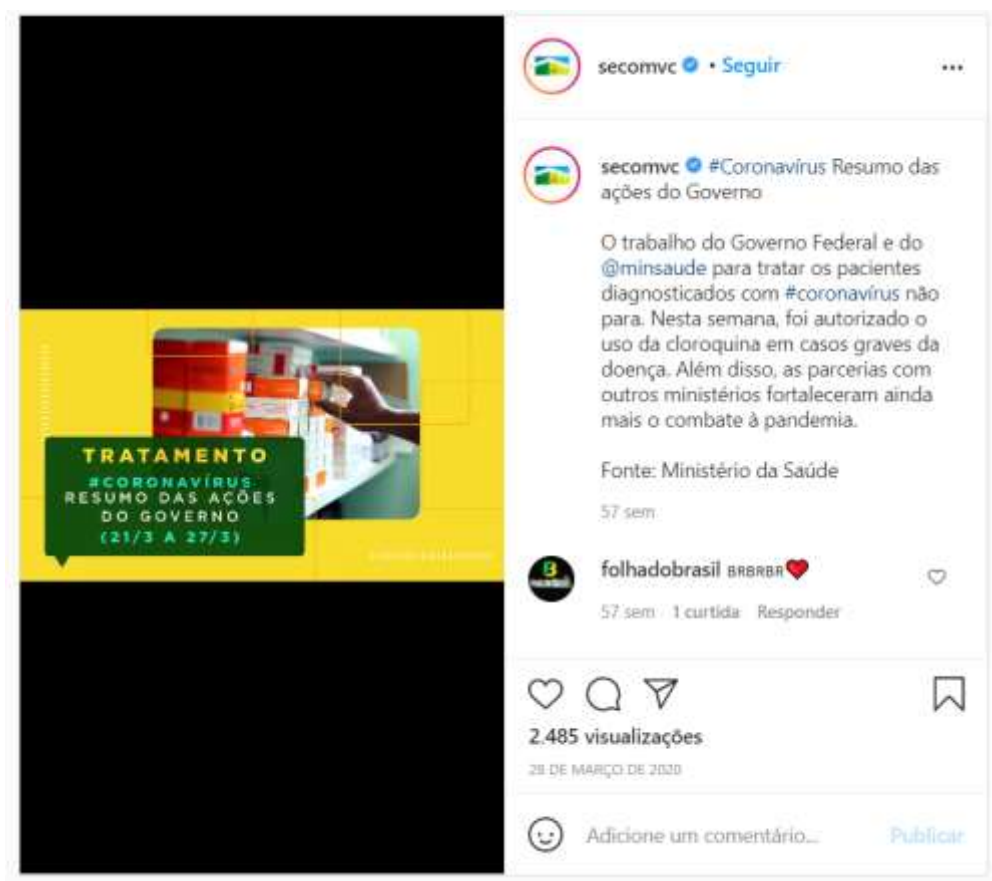 secomvc • Seguir
secomvc #Coronavírus Resumo das
ações do Governo
O trabalho do Governo Federal e do
@minsaude para tratar os pacientes
diagnosticados com #coronavírus não
para. Nesta semana, foi autorizado o
uso da cloroquina em casos graves da
doença. Além disso, as parcerias com
outros ministérios fortaleceram ainda
mais o combate à pandemia.
Fonte: Ministério da Saúde
57 sem
folhadobrasil BRBRBR
57 sem 1 curtida Responder
2.485 visualizações
28 DE MARÇO DE 2020
Adicione um comentário... Publicar
TRATAMENTO
#CORONAVÍRUS
RESUMO DAS AÇÕES
DO GOVERNO
(21/3 A 27/3)